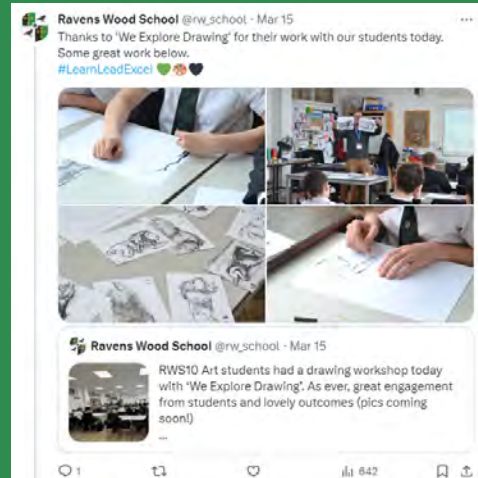 Ravens Wood School @rw_school · Mar 15
Thanks to 'We Explore Drawing' for their work with our students today.
Some great work below.
#LearnLeadExcel
Ravens Wood School @rw_school · Mar 15
RWS10 Art students had a drawing workshop today
with 'We Explore Drawing'. As ever, great engagement
from students and lovely outcomes (pics coming
soon!)
...
1
642